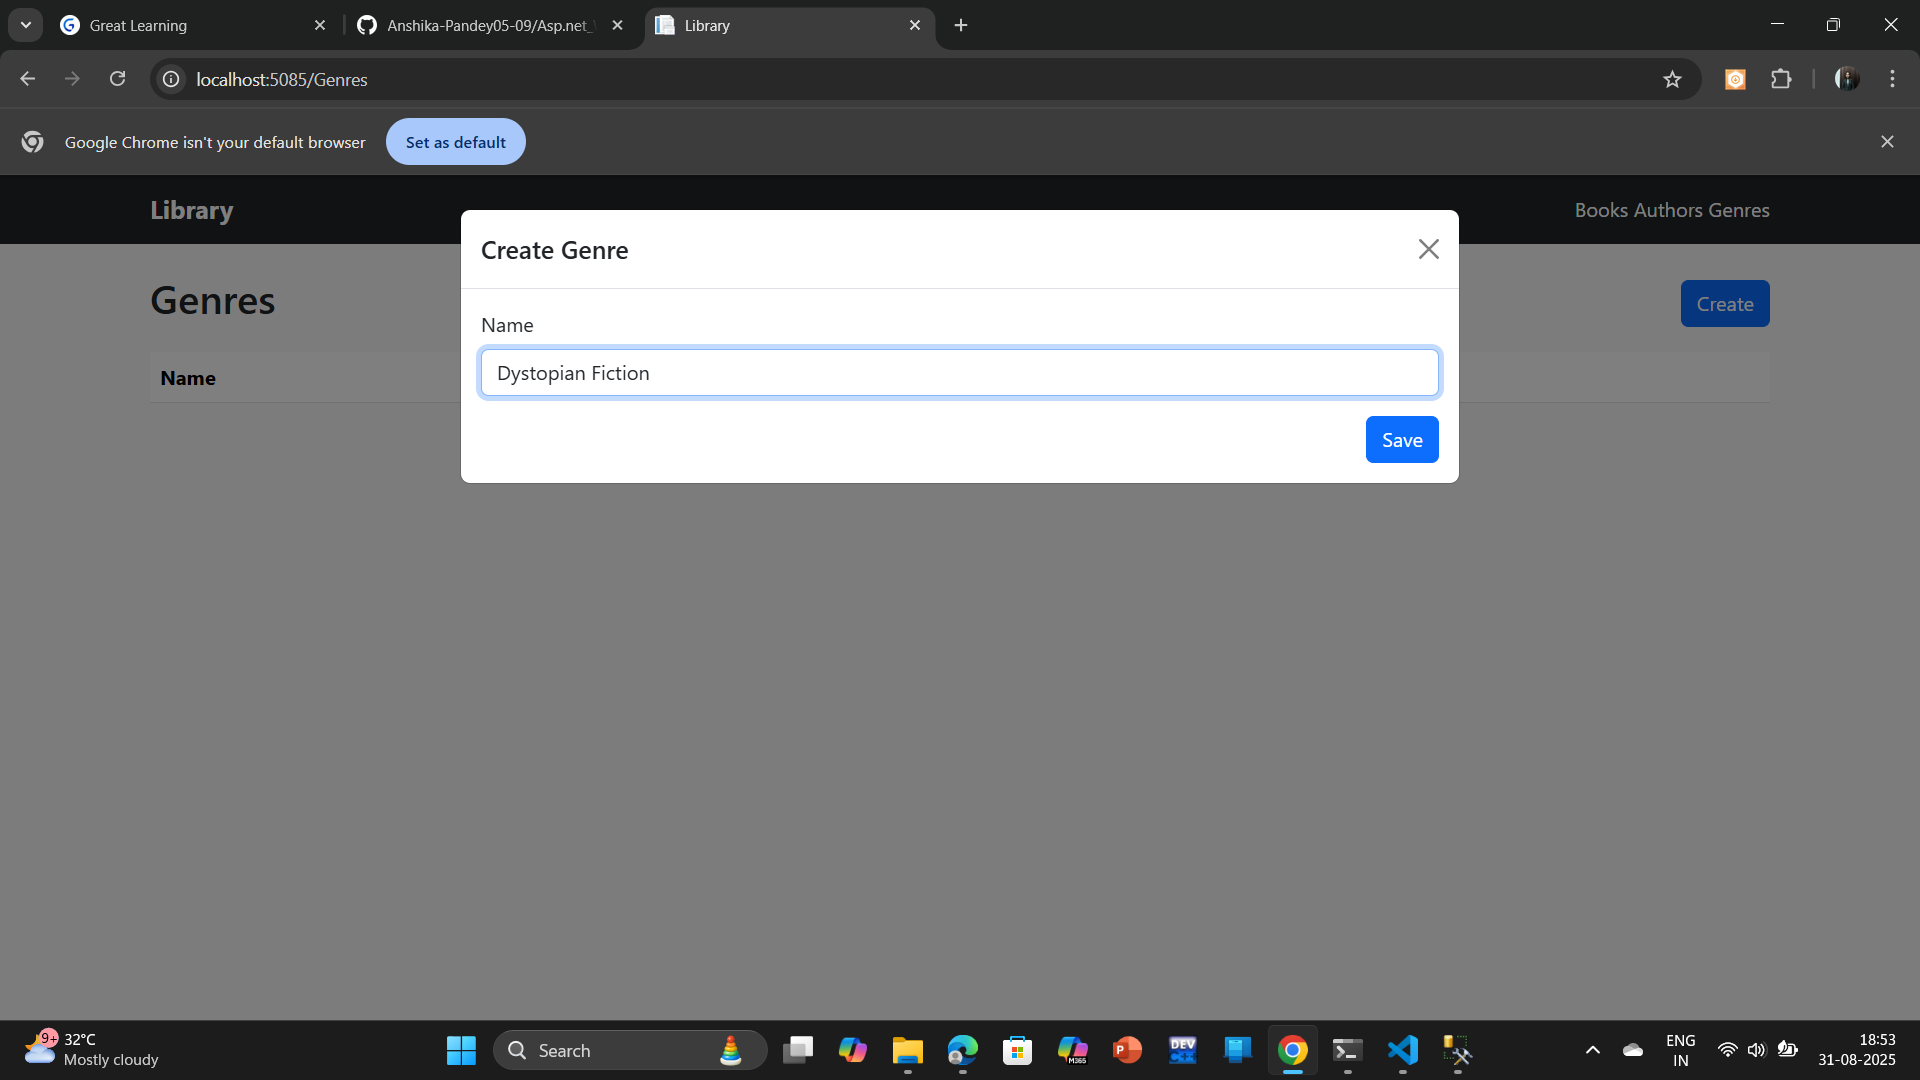 Great Learning
Anshika-Pandey05-09/Asp.net_
Library
localhost:5085/Genres
Google Chrome isn't your default browser
Set as default
Library
Books Authors Genres
Create Genre
Genres
Create
Name
Dystopian Fiction
Name
Save
9+
32°C
Mostly cloudy
Search
M365
P
DEV
C++
ENG
IN
18:53
31-08-2025